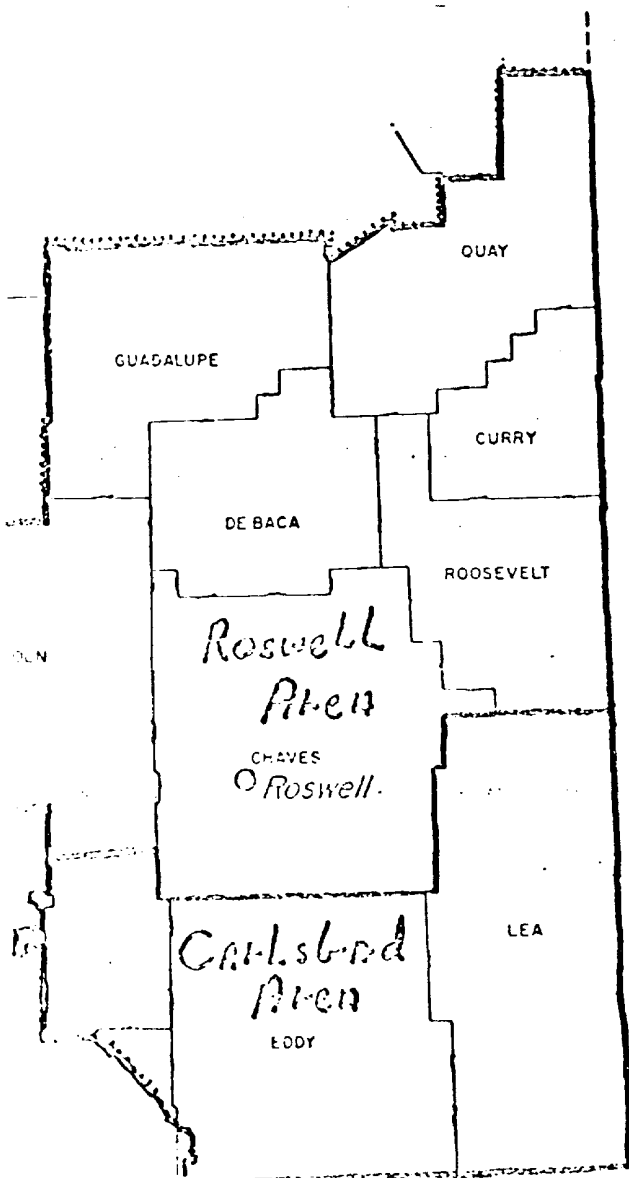 QUAY
GUADALUPE
CURRY
DE BACA
ROOSEVELT
Roswell
Area
CHAVES
Roswell.
LEA
Carlsbad
Area
EDDY